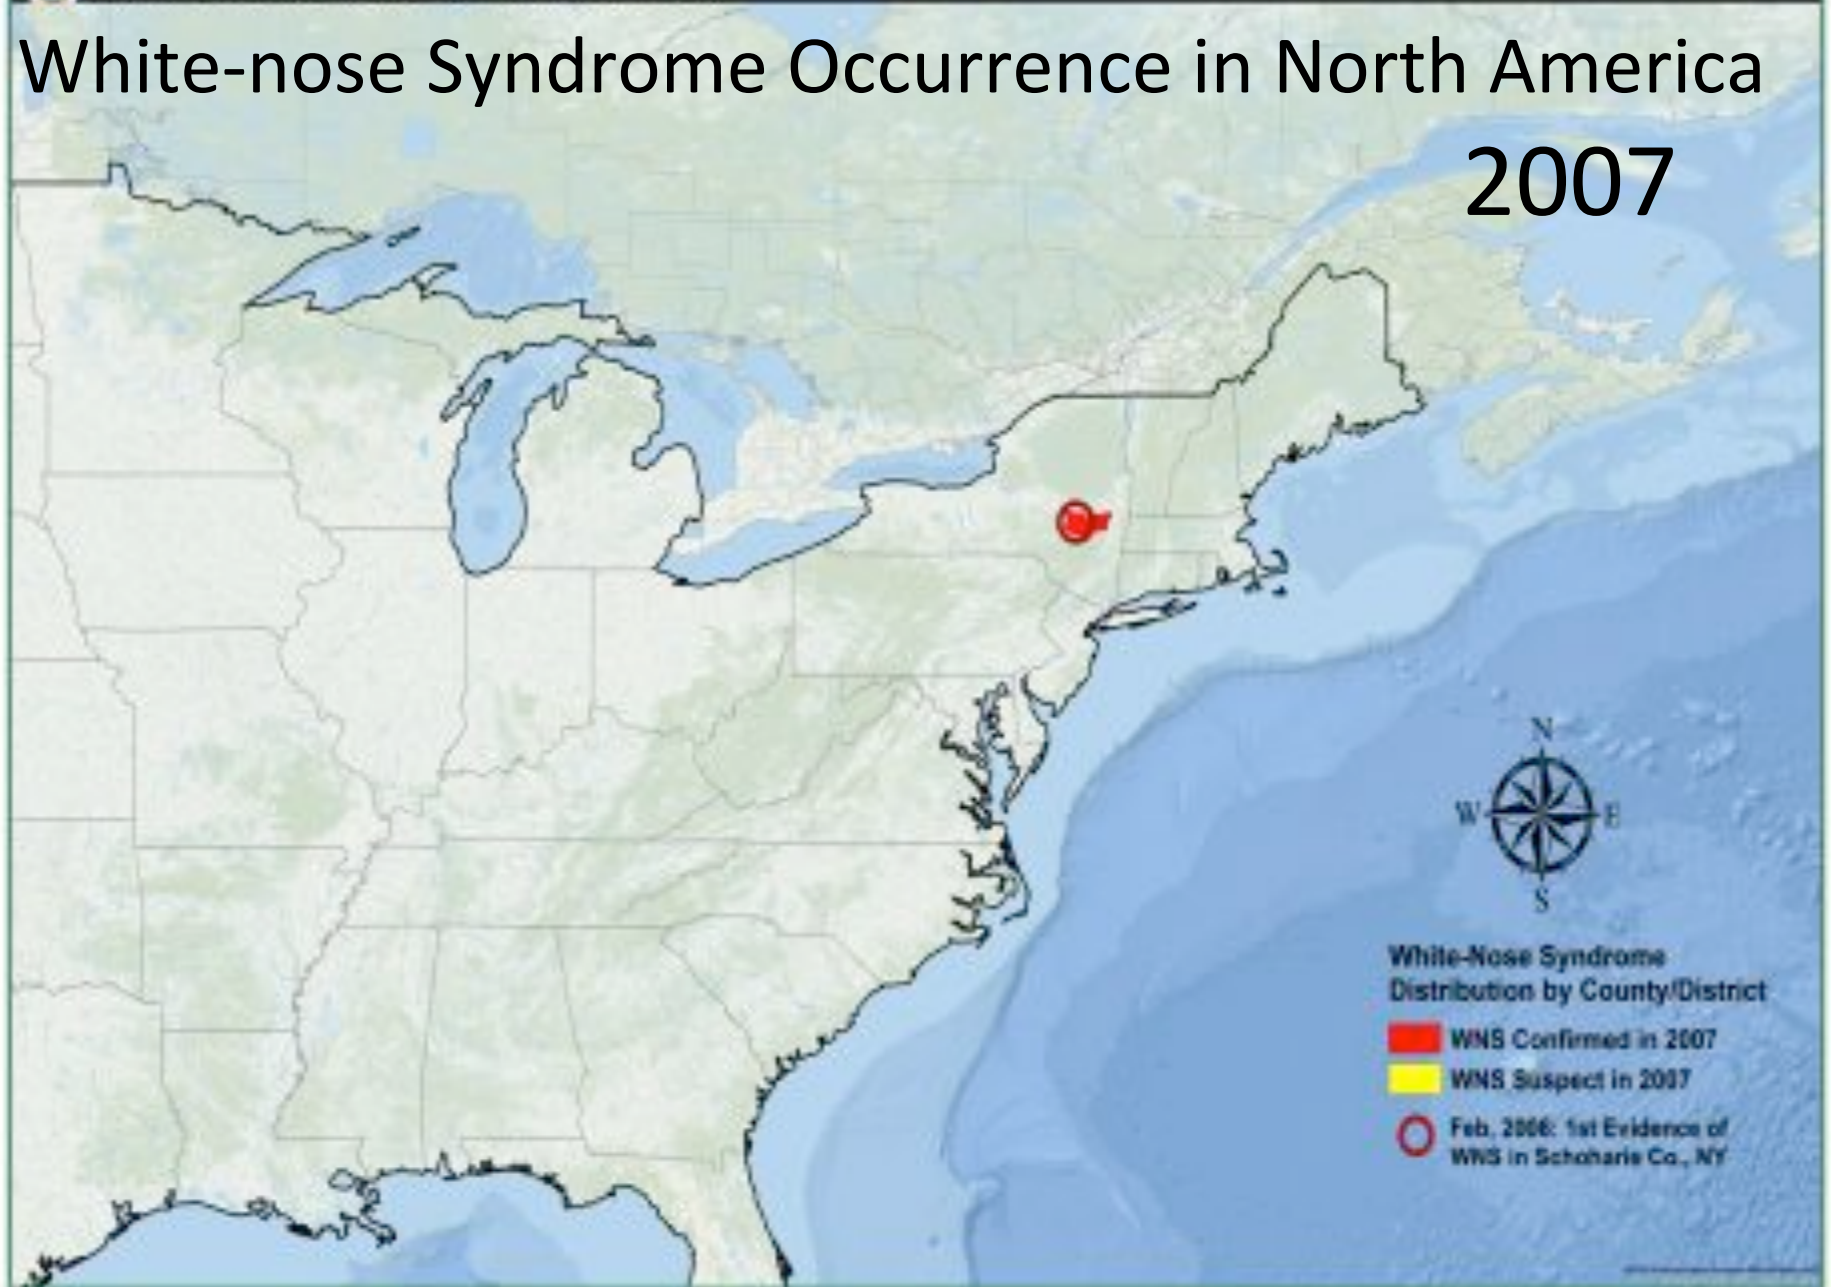 White-nose Syndrome Occurrence in North America
2007
N
W
E
S
White-Nose Syndrome
Distribution by County/District
WNS Confirmed in 2007
WNS Suspect in 2007
Feb. 2006: 1st Evidence of
WNS in Schoharie Co., NY